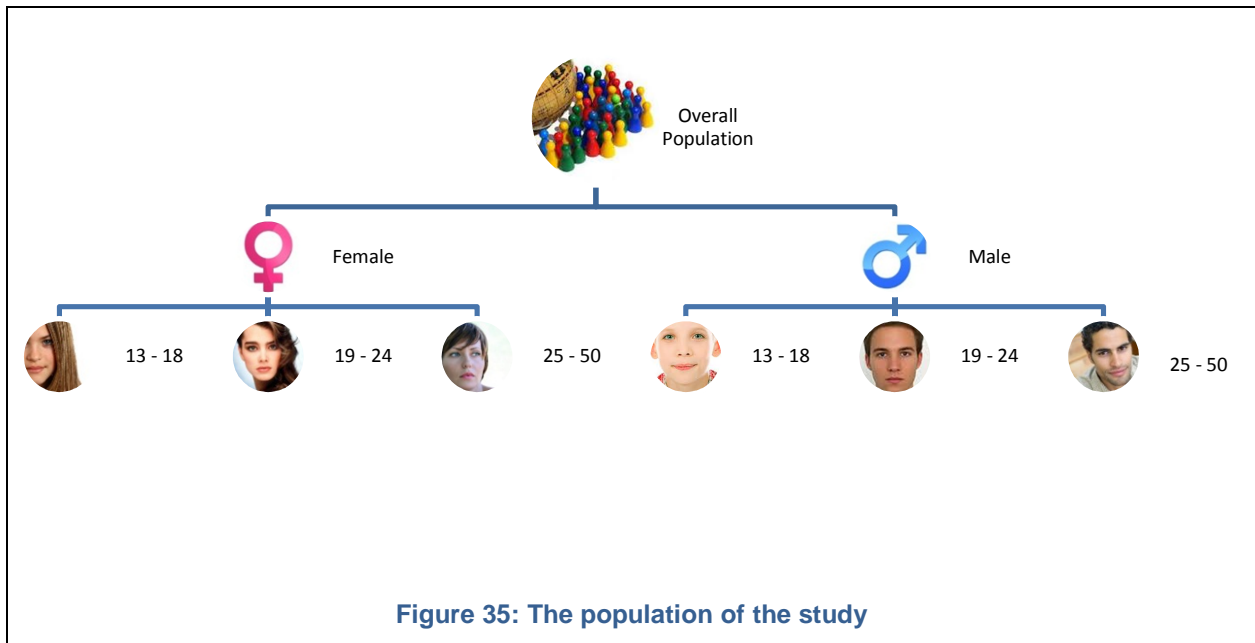 Overall
Population
Female
Male
13 - 18
19 - 24
25 - 50
13 - 18
19 - 24
25 - 50
Figure 35: The population of the study